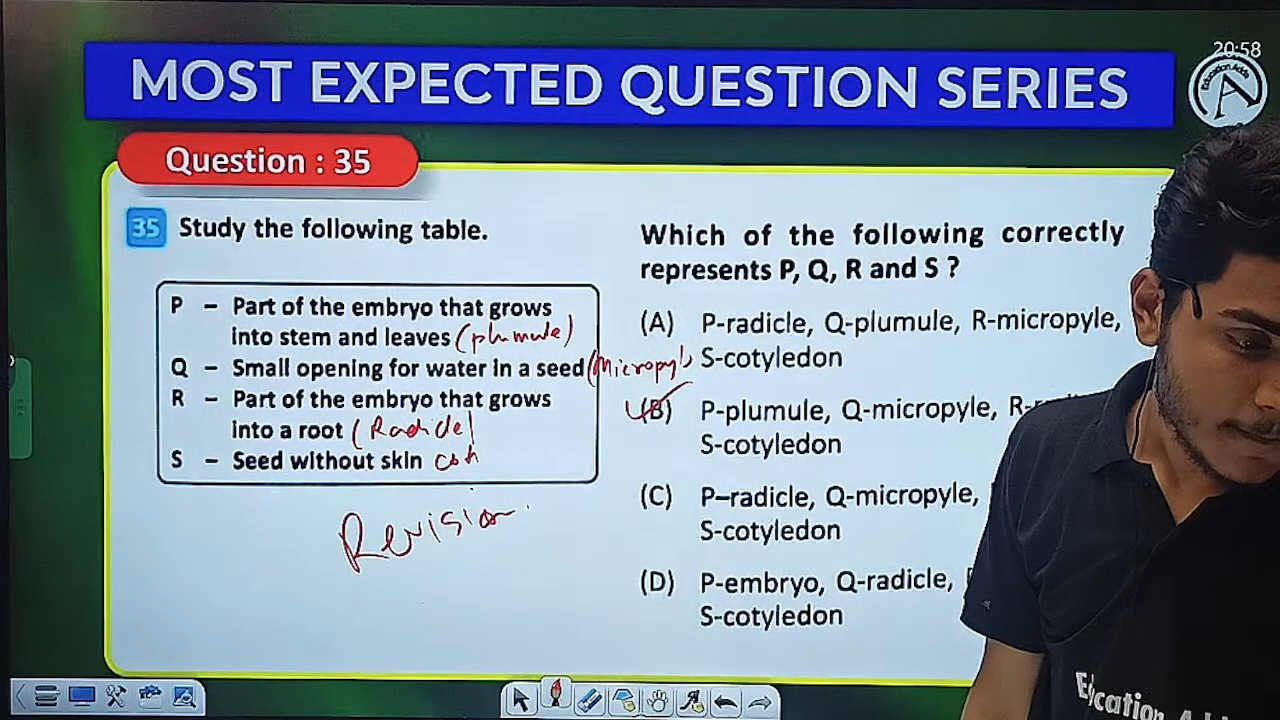 20:58
MOST EXPECTED QUESTION SERIES
Education Adda
A
Question : 35
35 Study the following table.
P – Part of the embryo that grows
into stem and leaves (plumule)
Q – Small opening for water in a seed (Micropyl
R – Part of the embryo that grows
into a root (Radicle)
S – Seed without skin
Revision
Which of the following correctly
represents P, Q, R and S ?
(A) P-radicle, Q-plumule, R-micropyle,
S-cotyledon
(B) P-plumule, Q-micropyle,
S-cotyledon
(C) P–radicle, Q-micropyle,
S-cotyledon
(D) P-embryo, Q-radicle,
S-cotyledon